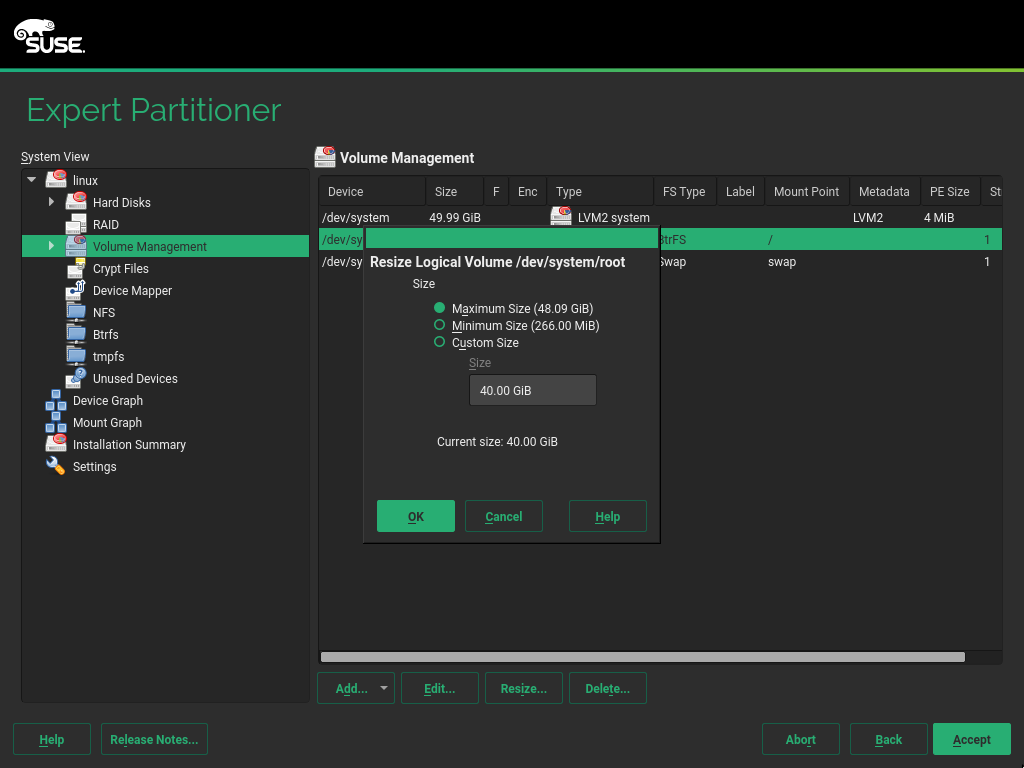 SUSE
Expert Partitioner
System View
linux
Hard Disks
RAID
Volume Management
Crypt Files
Device Mapper
NFS
Btrfs
tmpfs
Unused Devices
Device Graph
Mount Graph
Installation Summary
Settings
Volume Management
Device Size F Enc Type FS Type Label Mount Point Metadata PE Size St
/dev/system 49.99 GiB LVM2 system LVM2 4 MiB
/dev/sy BtrFS / 1
/dev/sy Swap swap 1
Resize Logical Volume /dev/system/root
Size
Maximum Size (48.09 GiB)
Minimum Size (266.00 MiB)
Custom Size
Size
40.00 GiB
Current size: 40.00 GiB
OK Cancel Help
Add... Edit... Resize... Delete...
Help Release Notes... Abort Back Accept